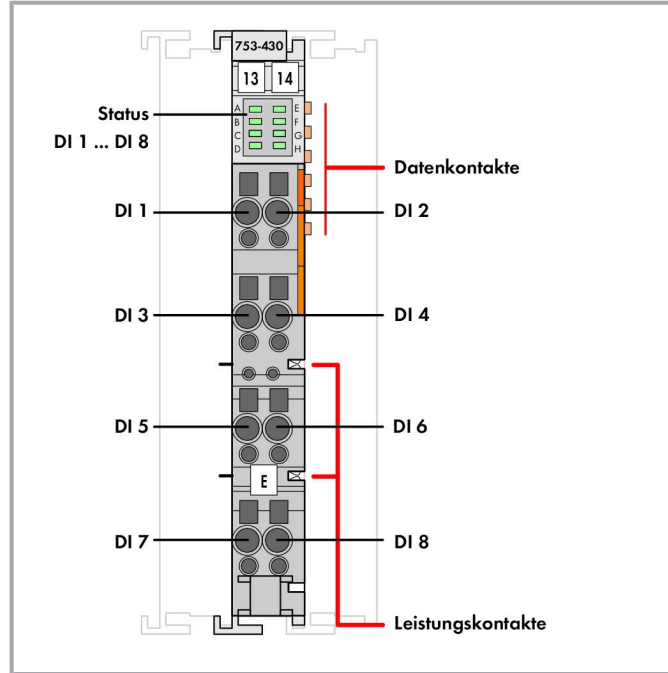 753-430
13 14
A E
B F
C G
D H
Status
DI 1 ... DI 8
Datenkontakte
DI 1 DI 2
DI 3 DI 4
DI 5 DI 6
E
DI 7 DI 8
Leistungskontakte